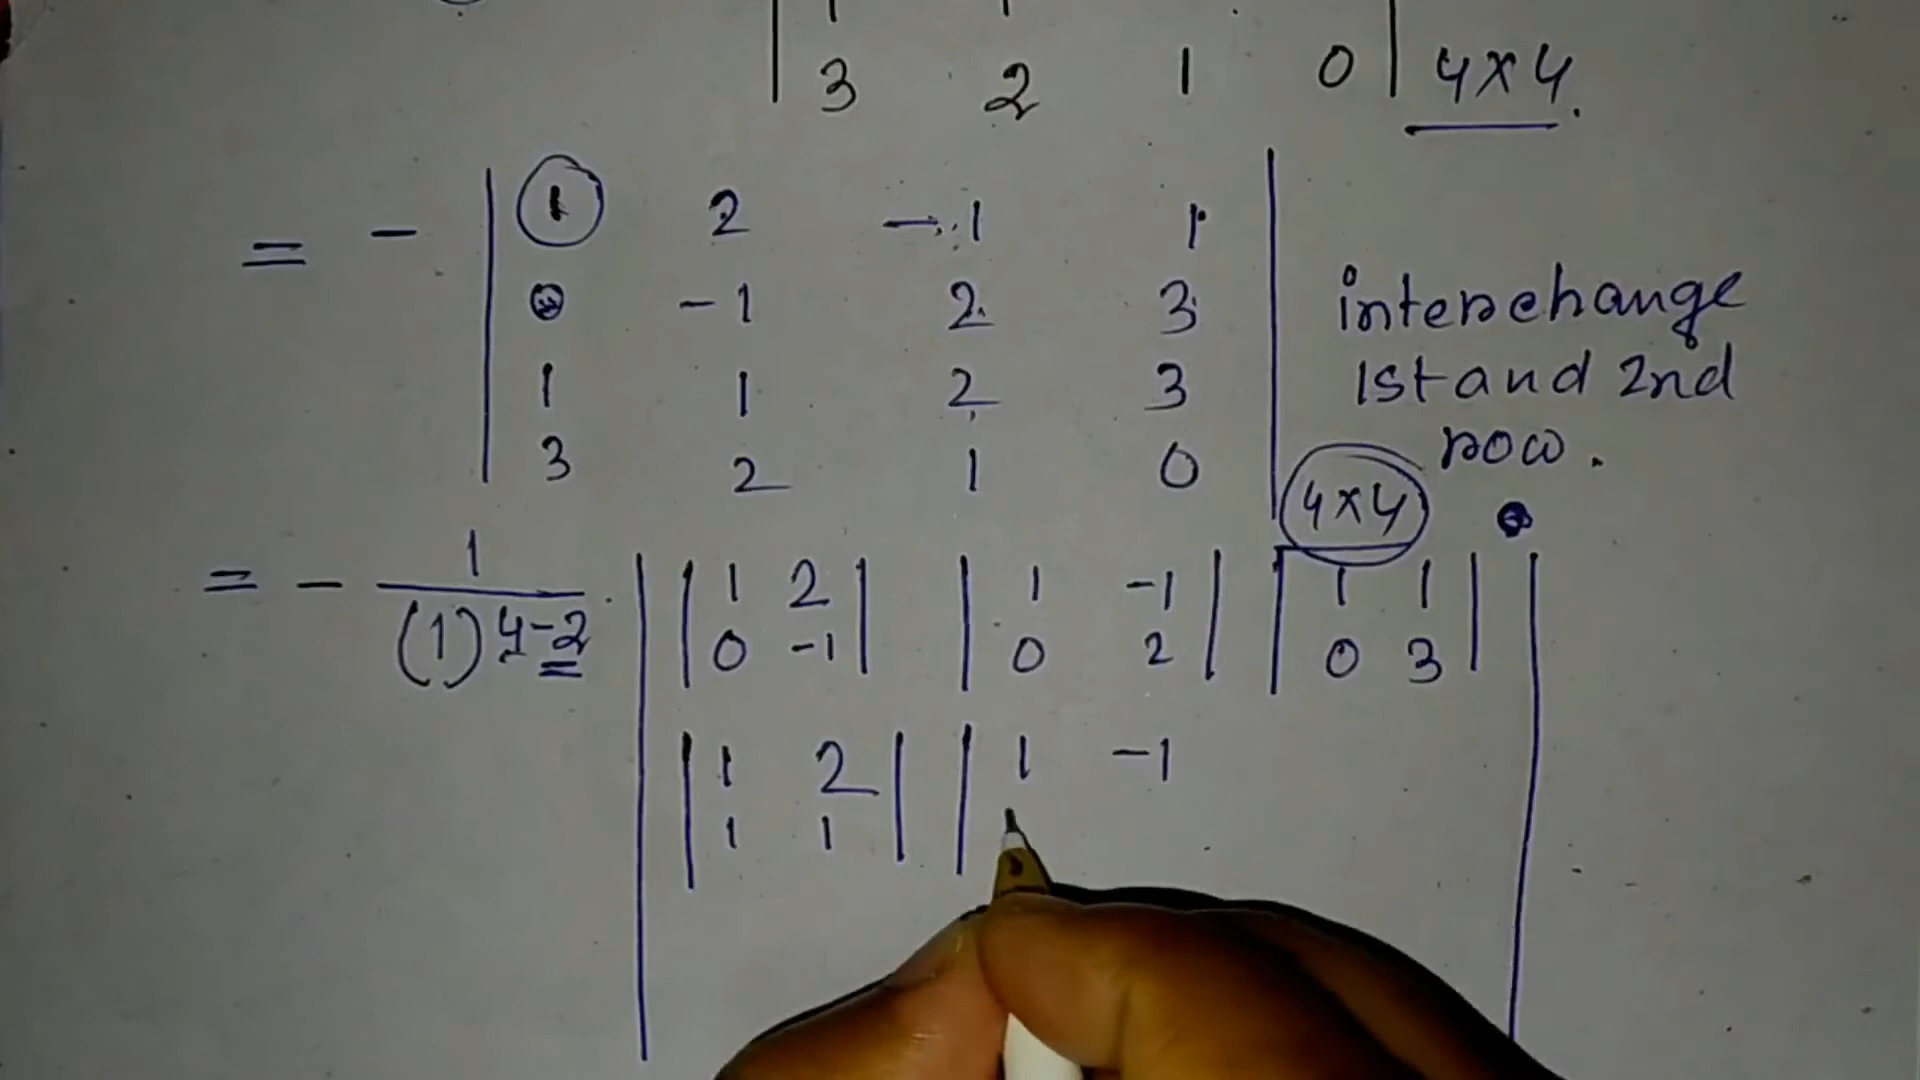 3 2 1 0 4×4.
= - | 1 2 -1 1 |
0 -1 2 3 interchange
1 1 2 3 1st and 2nd
3 2 1 0 row.
4×4
= - 1/(1)4-2 . | |1 2| |1 -1| |1 1| |
|0 -1| |0 2| |0 3|
|1 2| |1 -1
|1 1| |